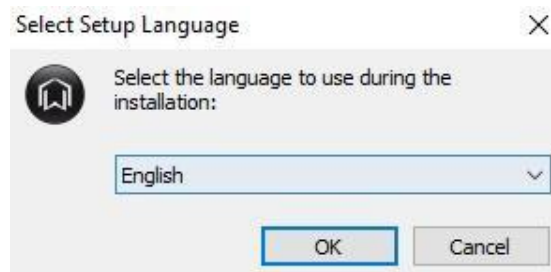 Select Setup Language
Select the language to use during the
installation:
English
OK
Cancel